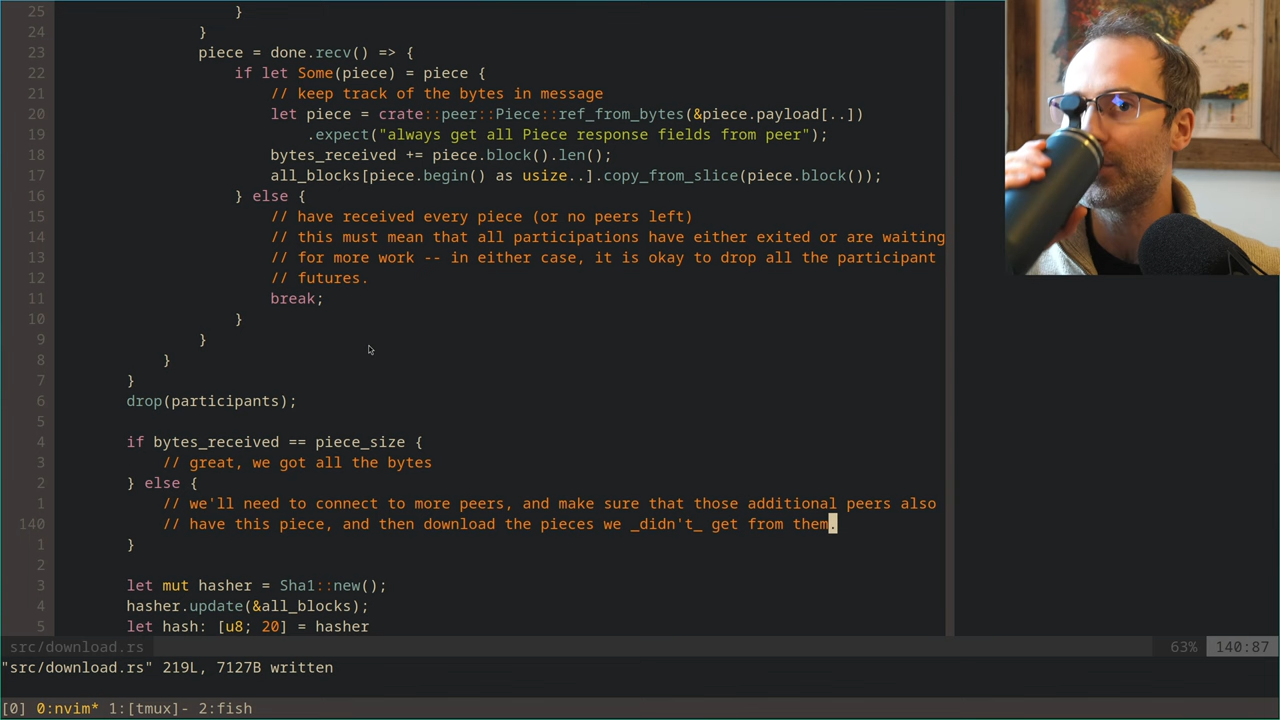 25                    }
24                }
23                piece = done.recv() => {
22                    if let Some(piece) = piece {
21                        // keep track of the bytes in message
20                        let piece = crate::peer::Piece::ref_from_bytes(&piece.payload[..])
19                            .expect("always get all Piece response fields from peer");
18                        bytes_received += piece.block().len();
17                        all_blocks[piece.begin() as usize..].copy_from_slice(piece.block());
16                    } else {
15                        // have received every piece (or no peers left)
14                        // this must mean that all participations have either exited or are waiting
13                        // for more work -- in either case, it is okay to drop all the participant
12                        // futures.
11                        break;
10                    }
9                }
8            }
7        }
6        drop(participants);
5
4        if bytes_received == piece_size {
3            // great, we got all the bytes
2        } else {
1            // we'll need to connect to more peers, and make sure that those additional peers also
140            // have this piece, and then download the pieces we _didn't_ get from them.
1        }
2
3        let mut hasher = Sha1::new();
4        hasher.update(&all_blocks);
5        let hash: [u8; 20] = hasher
src/download.rs 63% 140:87
"src/download.rs" 219L, 7127B written
[0] 0:nvim* 1:[tmux]- 2:fish